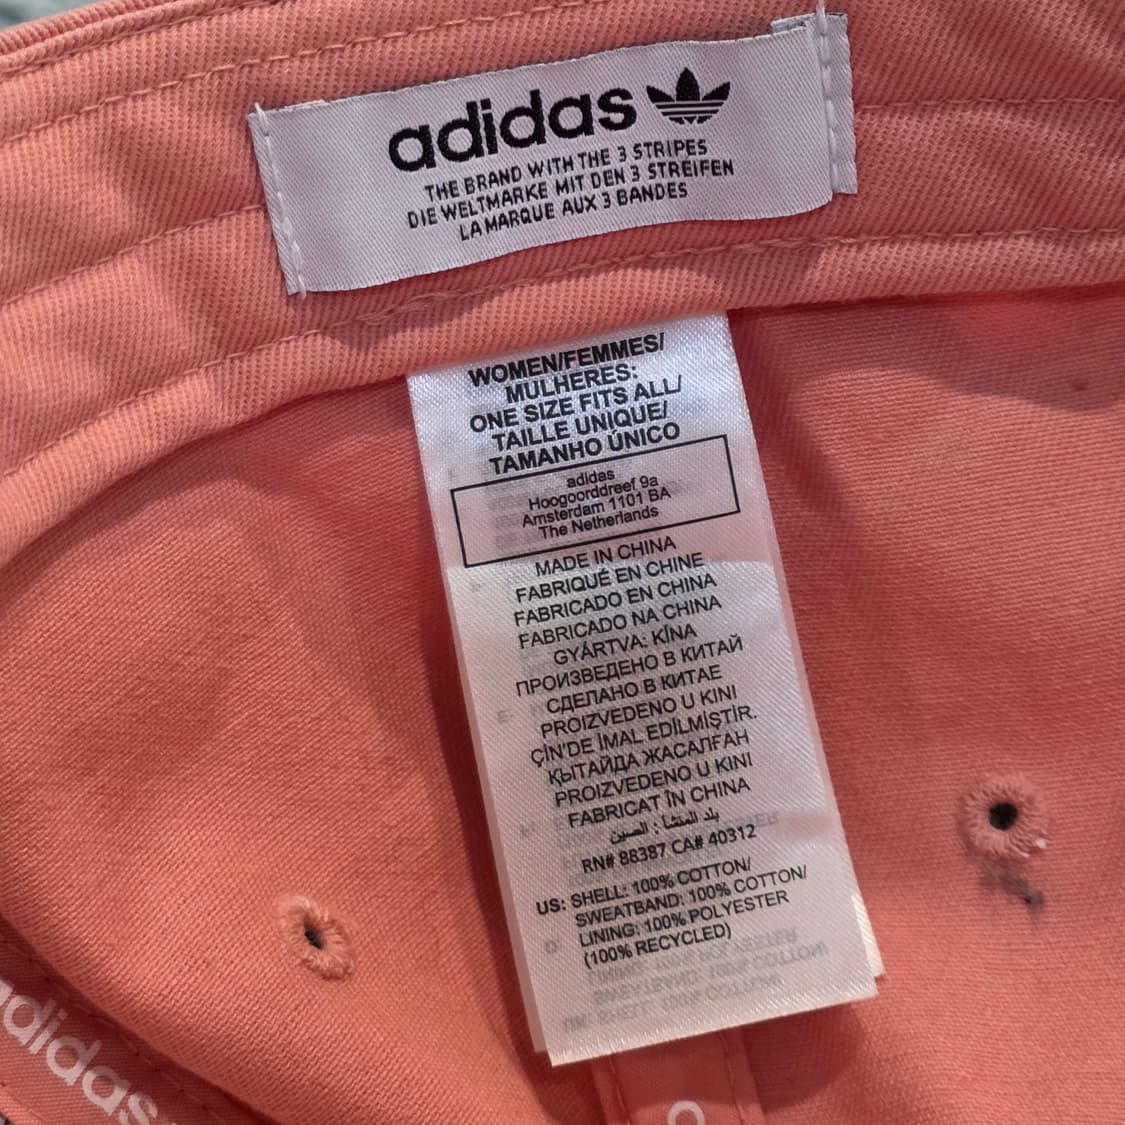 adidas
THE BRAND WITH THE 3 STRIPES
DIE WELTMARKE MIT DEN 3 STREIFEN
LA MARQUE AUX 3 BANDES
WOMEN/FEMMES/
MULHERES:
ONE SIZE FITS ALL/
TAILLE UNIQUE/
TAMANHO ÚNICO
adidas
Hoogoorddreef 9a
Amsterdam 1101 BA
The Netherlands
MADE IN CHINA
FABRIQUÉ EN CHINE
FABRICADO EN CHINA
FABRICADO NA CHINA
GYÁRTVA: KÍNA
ПРОИЗВЕДЕНО В КИТАЙ
СДЕЛАНО В КИТАЕ
PROIZVEDENO U KINI
ÇİN'DE İMAL EDİLMİŞTİR.
ҚЫТАЙДА ЖАСАЛҒАН
PROIZVEDENO U KINI
FABRICAT ÎN CHINA
بلد المنشأ : الصين
RN# 88387 CA# 40312
US: SHELL: 100% COTTON/
SWEATBAND: 100% COTTON/
LINING: 100% POLYESTER
(100% RECYCLED)
adidas